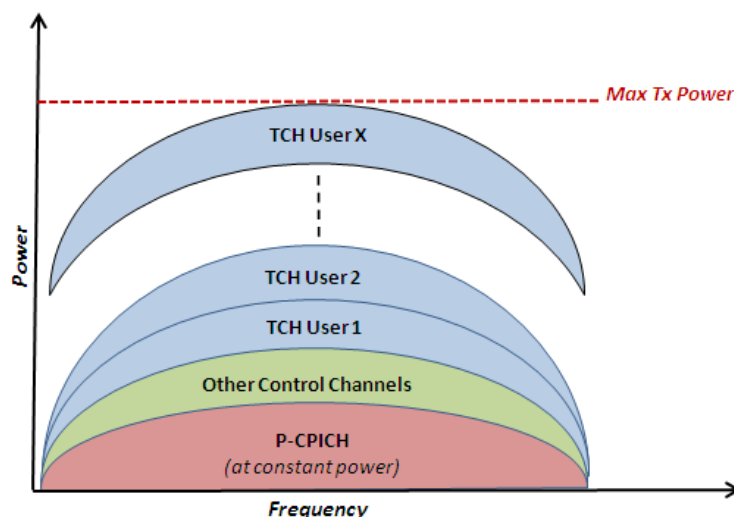 Max Tx Power
TCH User X
TCH User 2
TCH User 1
Other Control Channels
P-CPICH
(at constant power)
Power
Frequency